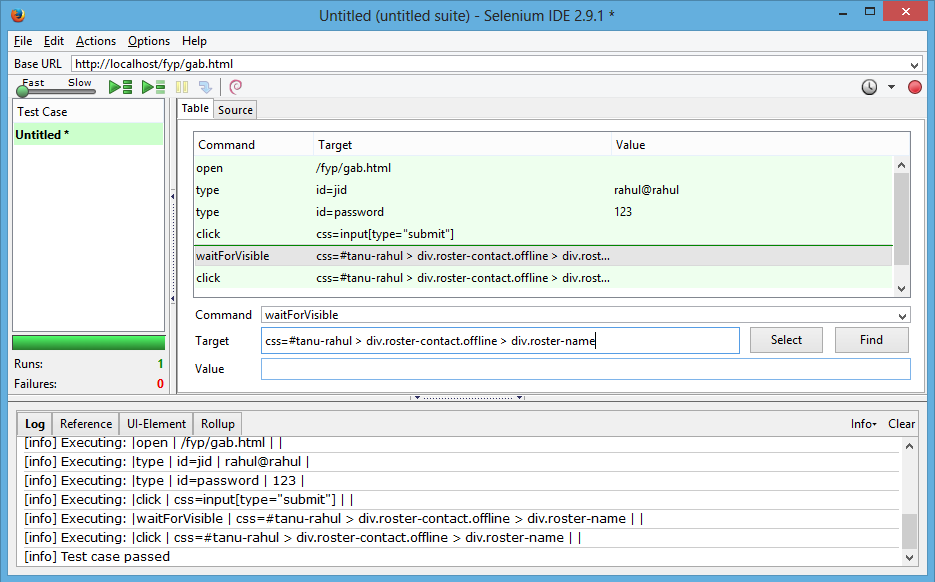 Untitled (untitled suite) - Selenium IDE 2.9.1 *
File Edit Actions Options Help
Base URL http://localhost/fyp/gab.html
Fast Slow
Test Case
Untitled *
Runs: 1
Failures: 0
Table Source
Command Target Value
open /fyp/gab.html
type id=jid rahul@rahul
type id=password 123
click css=input[type="submit"]
waitForVisible css=#tanu-rahul > div.roster-contact.offline > div.rost...
click css=#tanu-rahul > div.roster-contact.offline > div.rost...
Command waitForVisible
Target css=#tanu-rahul > div.roster-contact.offline > div.roster-name Select Find
Value
Log Reference UI-Element Rollup Info Clear
[info] Executing: |open | /fyp/gab.html | |
[info] Executing: |type | id=jid | rahul@rahul |
[info] Executing: |type | id=password | 123 |
[info] Executing: |click | css=input[type="submit"] | |
[info] Executing: |waitForVisible | css=#tanu-rahul > div.roster-contact.offline > div.roster-name | |
[info] Executing: |click | css=#tanu-rahul > div.roster-contact.offline > div.roster-name | |
[info] Test case passed